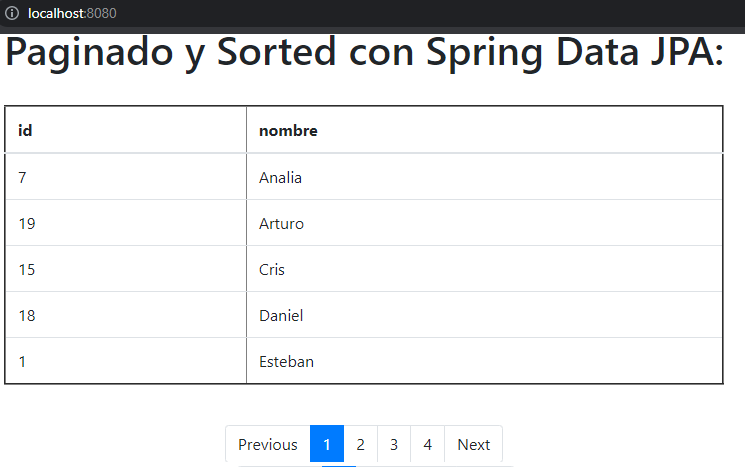 localhost:8080
Paginado y Sorted con Spring Data JPA:
id nombre
7 Analia
19 Arturo
15 Cris
18 Daniel
1 Esteban
Previous 1 2 3 4 Next